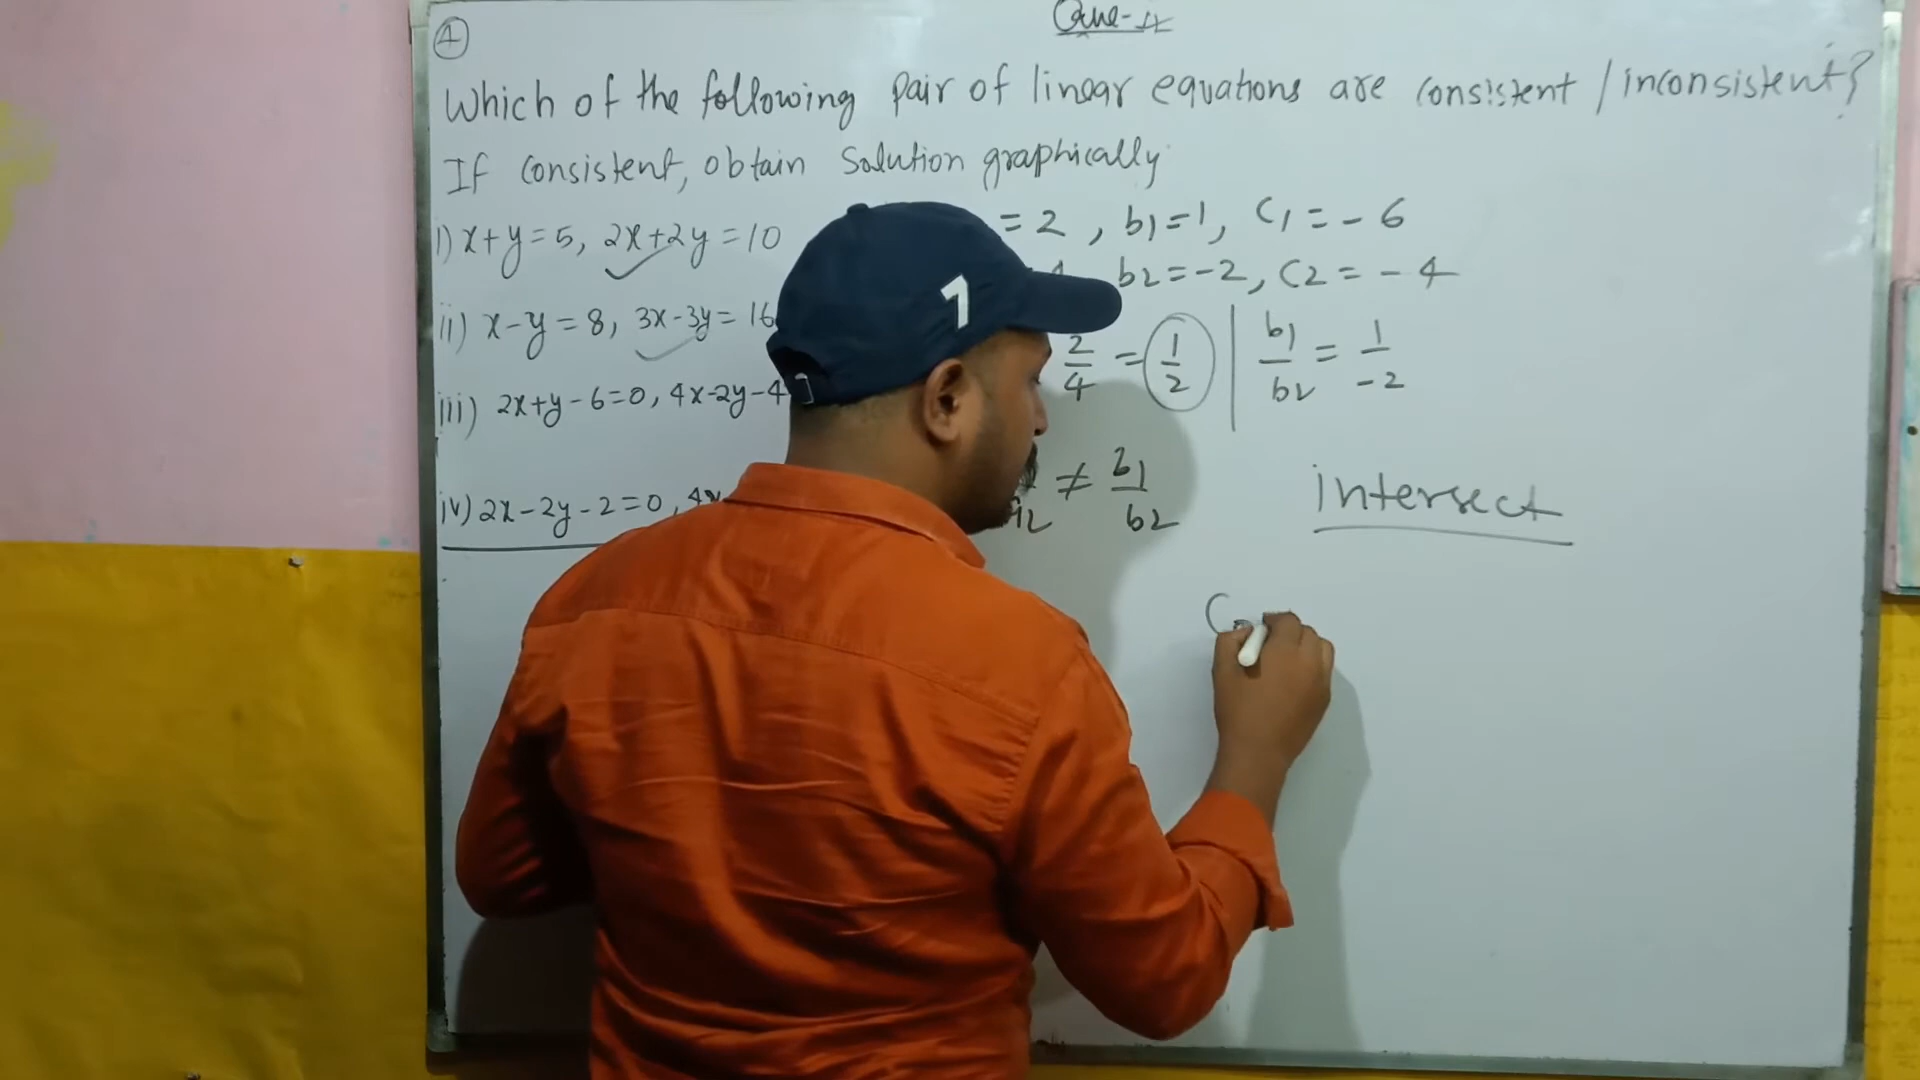 4
Que-4
Which of the following pair of linear equations are consistent / inconsistent?
If consistent, obtain solution graphically
i) x+y=5, 2x+2y=10
ii) x-y=8, 3x-3y=16
iii) 2x+y-6=0, 4x-2y-4
iv) 2x-2y-2=0, 4x
=2, b1=1, C1=-6
b2=-2, C2=-4
2/4 = 1/2 | b1/b2 = 1/-2
≠ b1/b2
intersect
7